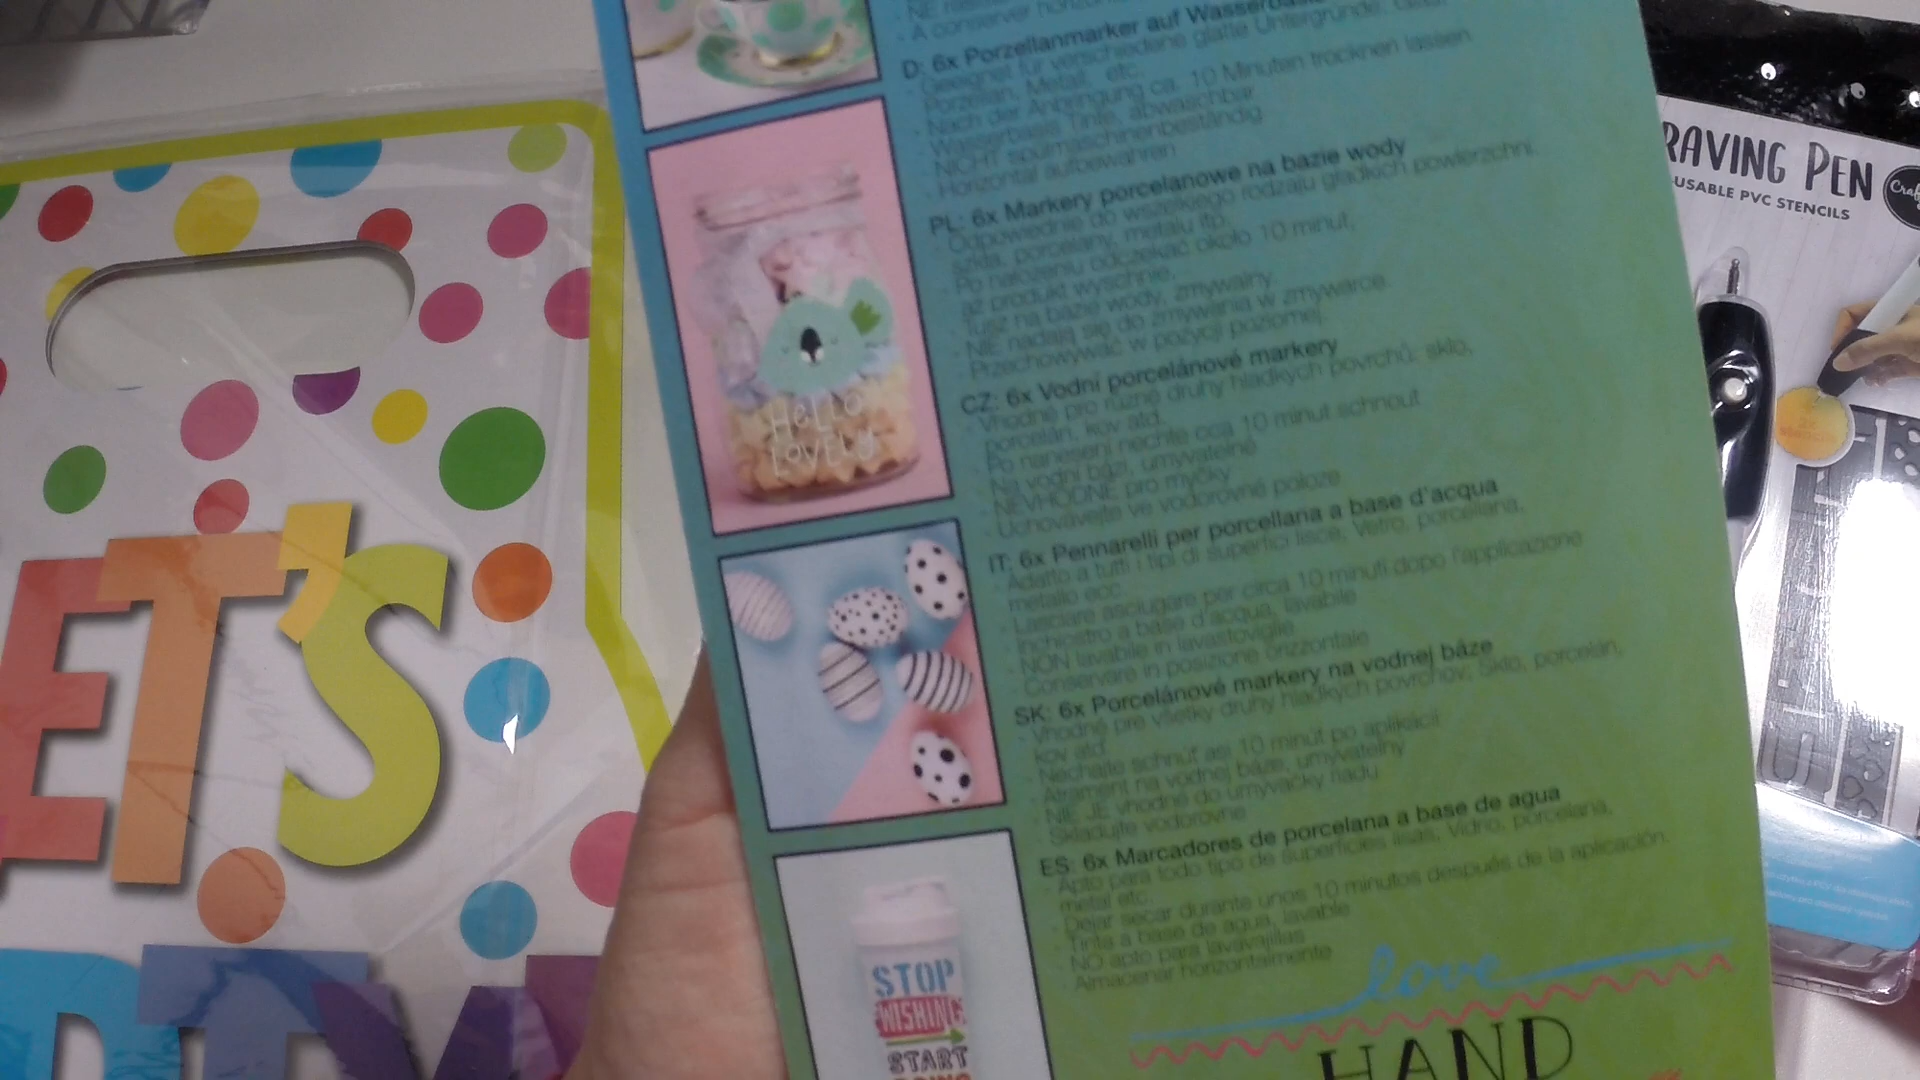 - A conserver horizon
D: 6x Porzellanmarker auf Wasserbasis
- Geeignet für verschiedene glatte Untergründe,
Porzellan, Metall, etc.
- Nach der Anbringung ca. 10 Minuten trocknen lassen
- Wasserbasis Tinte, abwaschbar
- NICHT spülmaschinenbeständig
- Horizontal aufbewahren
PL: 6x Markery porcelanowe na bazie wody
- Odpowiednie do wszelkiego rodzaju gładkich powierzchni:
szkła, porcelany, metalu itp.
- Po nałożeniu odczekać około 10 minut,
aż produkt wyschnie
- Tusz na bazie wody, zmywalny
- NIE nadają się do zmywania w zmywarce
- Przechowywać w pozycji poziomej
CZ: 6x Vodní porcelánové markery
- Vhodné pro různé druhy hladkých povrchů: sklo,
porcelán, kov atd.
- Po nanesení nechte cca 10 minut schnout
- Na vodní bázi, umyvatelné
- NEVHODNÉ pro myčky
- Uchovávejte ve vodorovné poloze
IT: 6x Pennarelli per porcellana a base d'acqua
- Adatto a tutti i tipi di superfici lisce, Vetro, porcellana,
metallo ecc.
- Lasciare asciugare per circa 10 minuti dopo l'applicazione
- Inchiostro a base d'acqua, lavabile
- NON lavabile in lavastoviglie
- Conservare in posizione orizzontale
SK: 6x Porcelánové markery na vodnej báze
- Vhodné pre všetky druhy hladkých povrchov: Sklo, porcelán,
kov atd.
- Nechajte schnúť asi 10 minút po aplikácii
- Atrament na vodnej báze, umývateľný
- NIE JE vhodné do umývačky riadu
- Skladujte vodorovne
ES: 6x Marcadores de porcelana a base de agua
- Apto para todo tipo de superficies lisas: Vidrio, porcelana,
metal etc.
- Dejar secar durante unos 10 minutos después de la aplicación.
- Tinta a base de agua, lavable
- NO apto para lavavajillas
- Almacenar horizontalmente
love
HAND
HELLO
LOVELY
STOP
WISHING
START
ET'S
RAVING PEN
USABLE PVC STENCILS